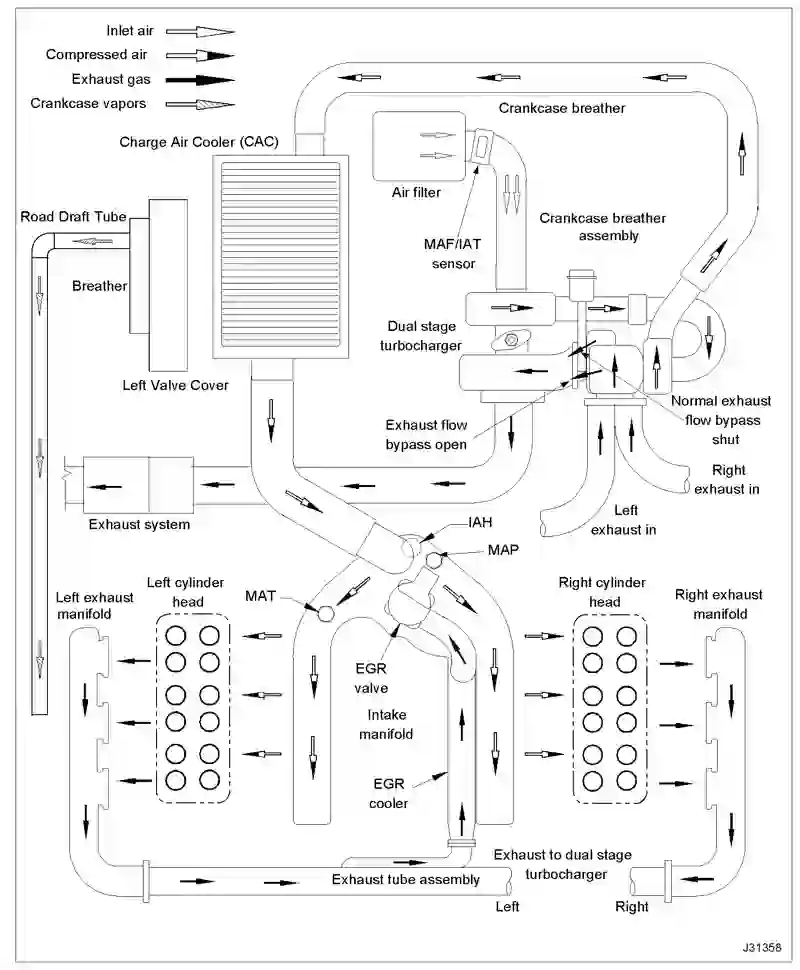 Inlet air
Compressed air
Exhaust gas
Crankcase vapors
Crankcase breather
Charge Air Cooler (CAC)
Air filter
Road Draft Tube
MAF/IAT
sensor
Crankcase breather
assembly
Breather
Dual stage
turbocharger
Left Valve Cover
Exhaust flow
bypass open
Normal exhaust
flow bypass
shut
Right
exhaust in
Left
exhaust in
Exhaust system
IAH
MAP
MAT
Left exhaust
manifold
Left cylinder
head
Right cylinder
head
Right exhaust
manifold
EGR
valve
Intake
manifold
EGR
cooler
Exhaust tube assembly
Exhaust to dual stage
turbocharger
Left
Right
J31358